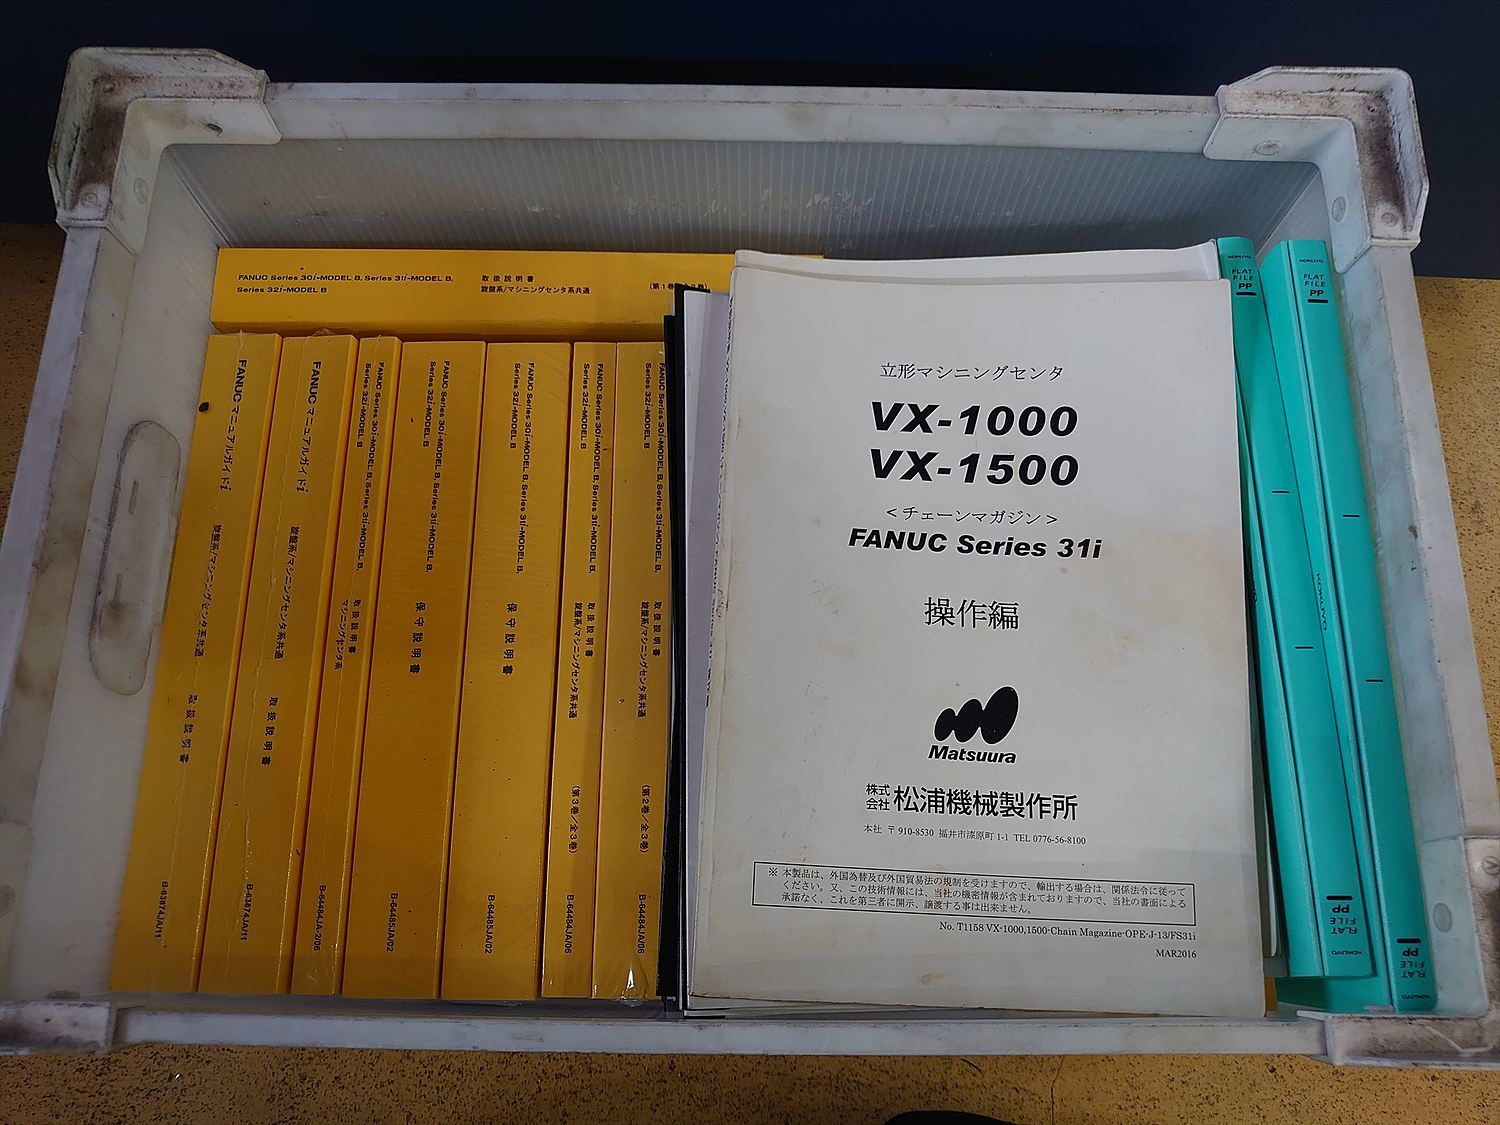 FANUC Series 30i-MODEL B, Series 31i-MODEL B,
Series 32i-MODEL B
取扱説明書
旋盤系/マシニングセンタ系共通
FANUC マニュアルガイド i
旋盤系/マシニングセンタ系共通
取扱説明書
B-63874JA/11
FANUC マニュアルガイド i
旋盤系/マシニングセンタ系共通
取扱説明書
B-63874JA/11
FANUC Series 30i-MODEL B, Series 31i-MODEL B,
Series 32i-MODEL B
取扱説明書
マシニングセンタ系
B-64484JA-2/06
FANUC Series 30i-MODEL B, Series 31i-MODEL B,
Series 32i-MODEL B
保守説明書
B-64485JA/02
FANUC Series 30i-MODEL B, Series 31i-MODEL B,
Series 32i-MODEL B
保守説明書
B-64485JA/02
FANUC Series 30i-MODEL B, Series 31i-MODEL B,
Series 32i-MODEL B
取扱説明書
旋盤系/マシニングセンタ系共通
(第3巻/全3巻)
B-64484JA/06
FANUC Series 30i-MODEL B, Series 31i-MODEL B,
Series 32i-MODEL B
取扱説明書
旋盤系/マシニングセンタ系共通
(第2巻/全3巻)
B-64484JA/06
立形マシニングセンタ
VX-1000
VX-1500
<チェーンマガジン>
FANUC Series 31i
操作編
Matsuura
株式会社 松浦機械製作所
本社 〒910-8530 福井市漆原町1-1 TEL 0776-56-8100
※ 本製品は、外国為替及び外国貿易法の規制を受けますので、輸出する場合は、関係法令に従って
ください。又、この技術情報には、当社の機密情報が含まれておりますので、当社の書面による
承諾なく、これを第三者に開示、譲渡する事は出来ません。
No. T1158 VX-1000,1500-Chain Magazine-OPE-J-13/FS31i
MAR2016
KOKUYO
FLAT
FILE
PP
KOKUYO
FLAT
FILE
PP
KOKUYO
PP
FLAT
FILE
KOKUYO
PP
FLAT
FILE
KOKUYO